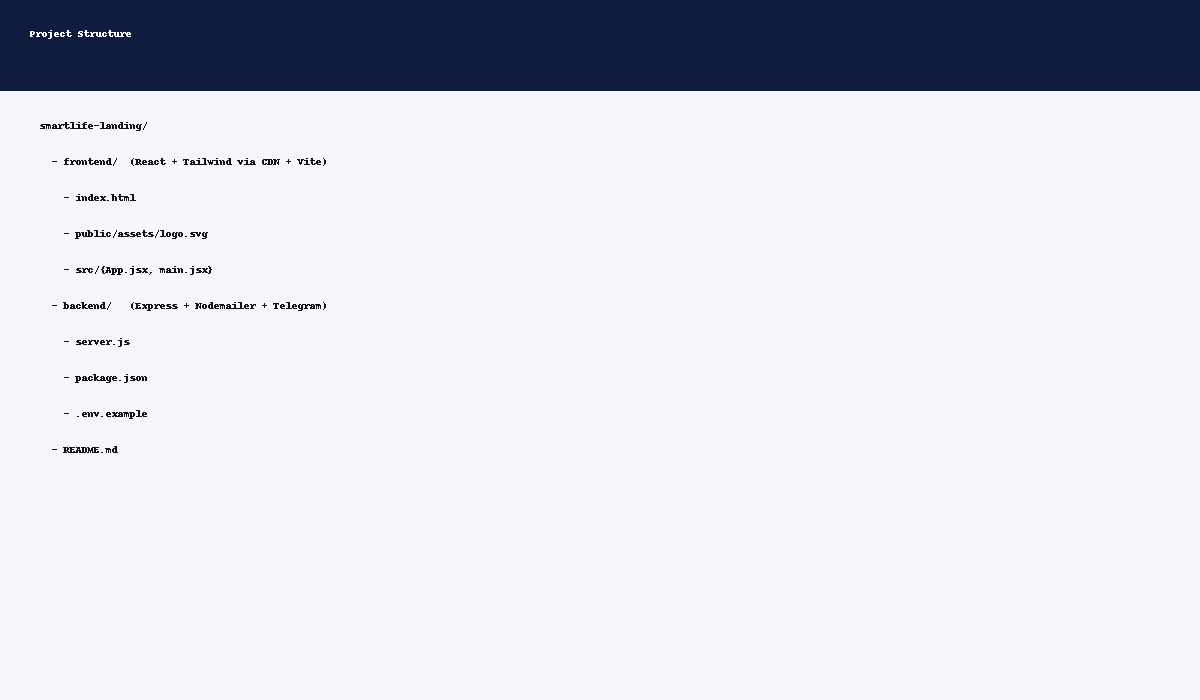 Project Structure
smartlife-landing/
- frontend/  (React + Tailwind via CDN + Vite)
- index.html
- public/assets/logo.svg
- src/{App.jsx, main.jsx}
- backend/   (Express + Nodemailer + Telegram)
- server.js
- package.json
- .env.example
- README.md